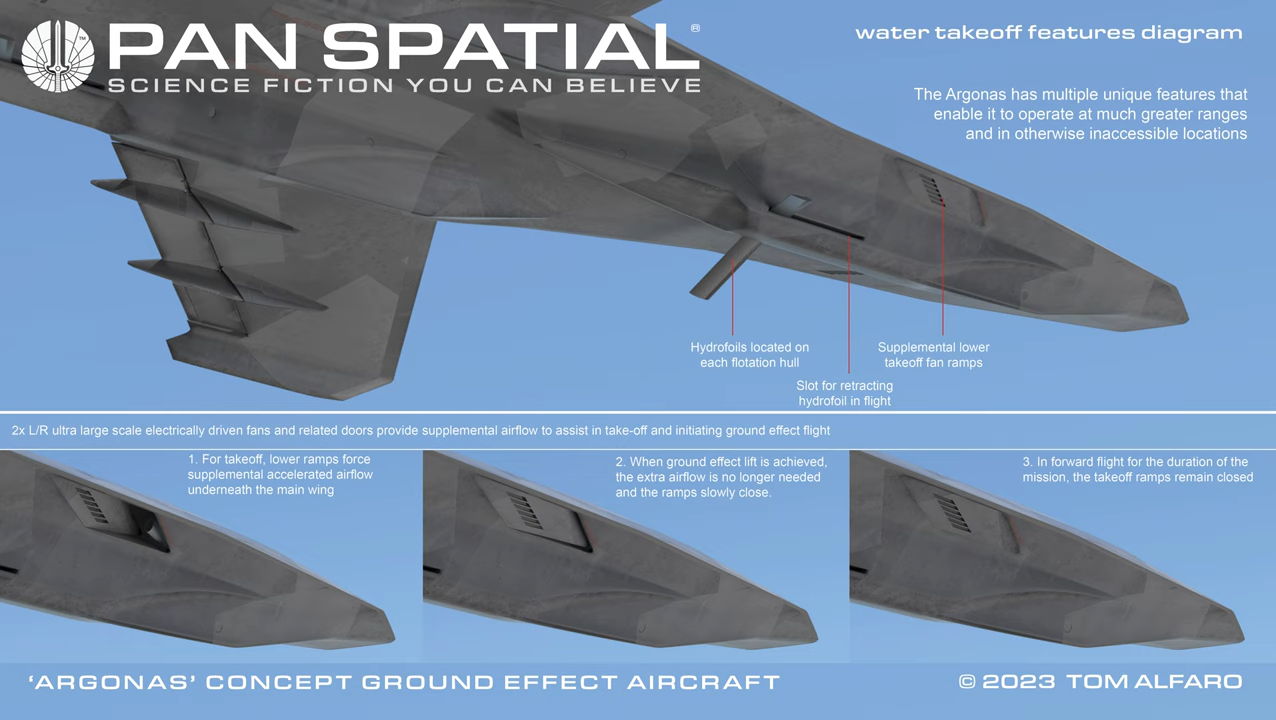 PAN SPATIAL®
SCIENCE FICTION YOU CAN BELIEVE
TM
water takeoff features diagram
The Argonas has multiple unique features that
enable it to operate at much greater ranges
and in otherwise inaccessible locations
Hydrofoils located on
each flotation hull
Slot for retracting
hydrofoil in flight
Supplemental lower
takeoff fan ramps
2x L/R ultra large scale electrically driven fans and related doors provide supplemental airflow to assist in take-off and initiating ground effect flight
1. For takeoff, lower ramps force
supplemental accelerated airflow
underneath the main wing
2. When ground effect lift is achieved,
the extra airflow is no longer needed
and the ramps slowly close.
3. In forward flight for the duration of the
mission, the takeoff ramps remain closed
‘ARGONAS’ CONCEPT GROUND EFFECT AIRCRAFT
© 2023 TOM ALFARO